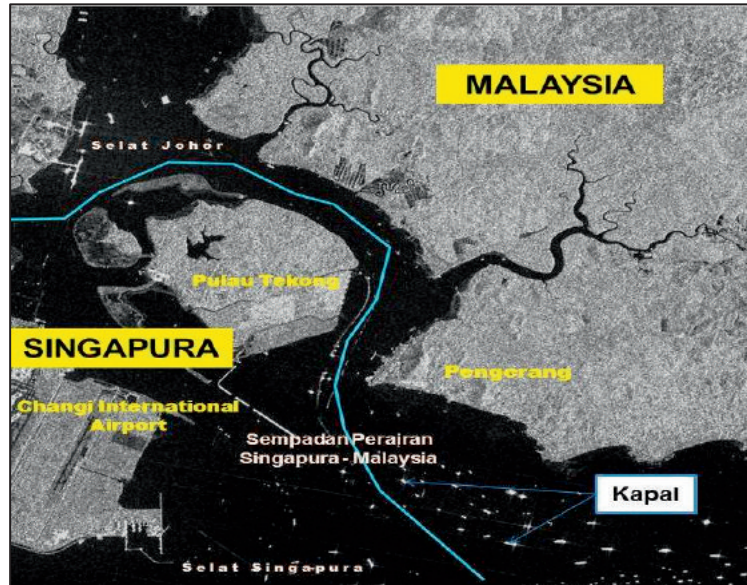 MALAYSIA
Selat Johor
Pulau Tekong
SINGAPURA
Pengerang
Changi International
Airport
Sempadan Perairan
Singapura - Malaysia
Kapal
Selat Singapura